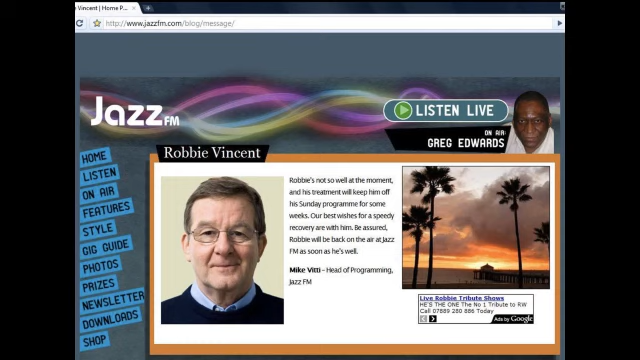 e Vincent | Home P...
http://www.jazzfm.com/blog/message/
Jazz FM
LISTEN LIVE
ON AIR:
GREG EDWARDS
Robbie Vincent
HOME
LISTEN
ON AIR
FEATURES
STYLE
GIG GUIDE
PHOTOS
PRIZES
NEWSLETTER
DOWNLOADS
SHOP
Robbie's not so well at the moment,
and his treatment will keep him off
his Sunday programme for some
weeks. Our best wishes for a speedy
recovery are with him. Be assured,
Robbie will be back on the air at Jazz
FM as soon as he's well.
Mike Vitti – Head of Programming,
Jazz FM
Live Robbie Tribute Shows
HE'S THE ONE The No 1 Tribute to RW
Call 07889 280 886 Today
Ads by Google